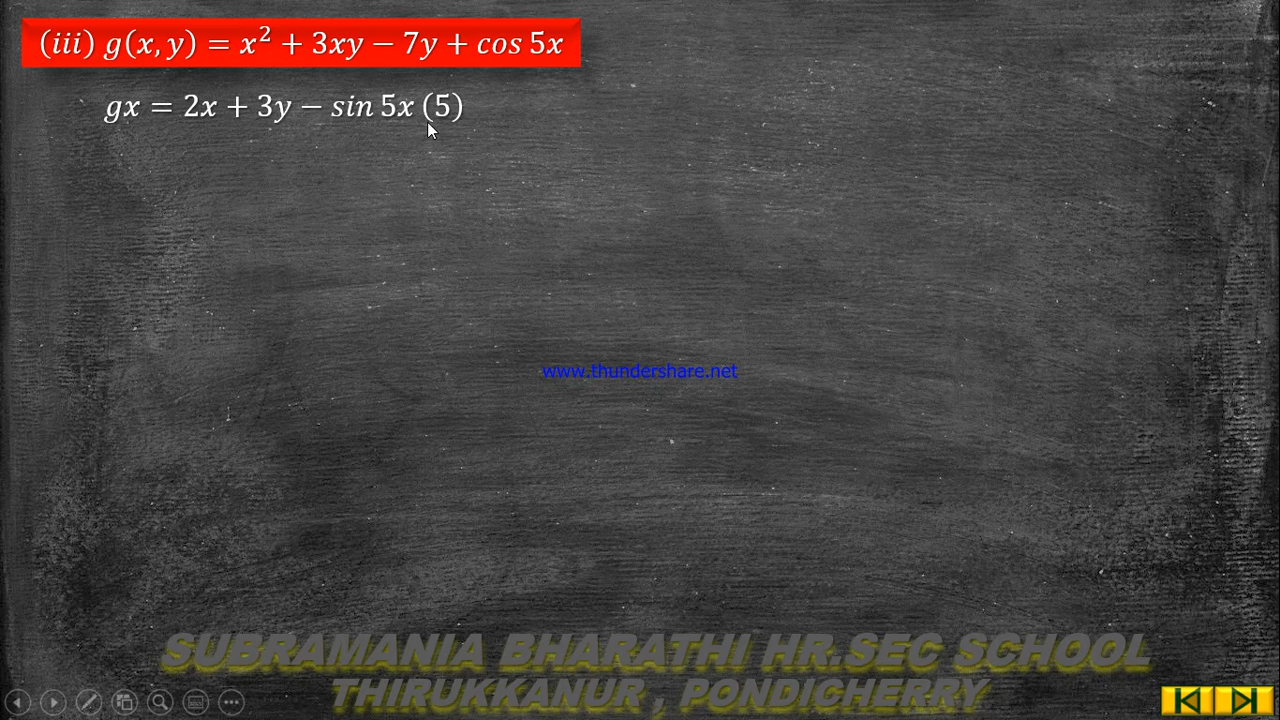 (iii) g(x, y) = x² + 3xy − 7y + cos 5x
gx = 2x + 3y − sin 5x (5)
www.thundershare.net
SUBRAMANIA BHARATHI HR.SEC SCHOOL
THIRUKKANUR , PONDICHERRY